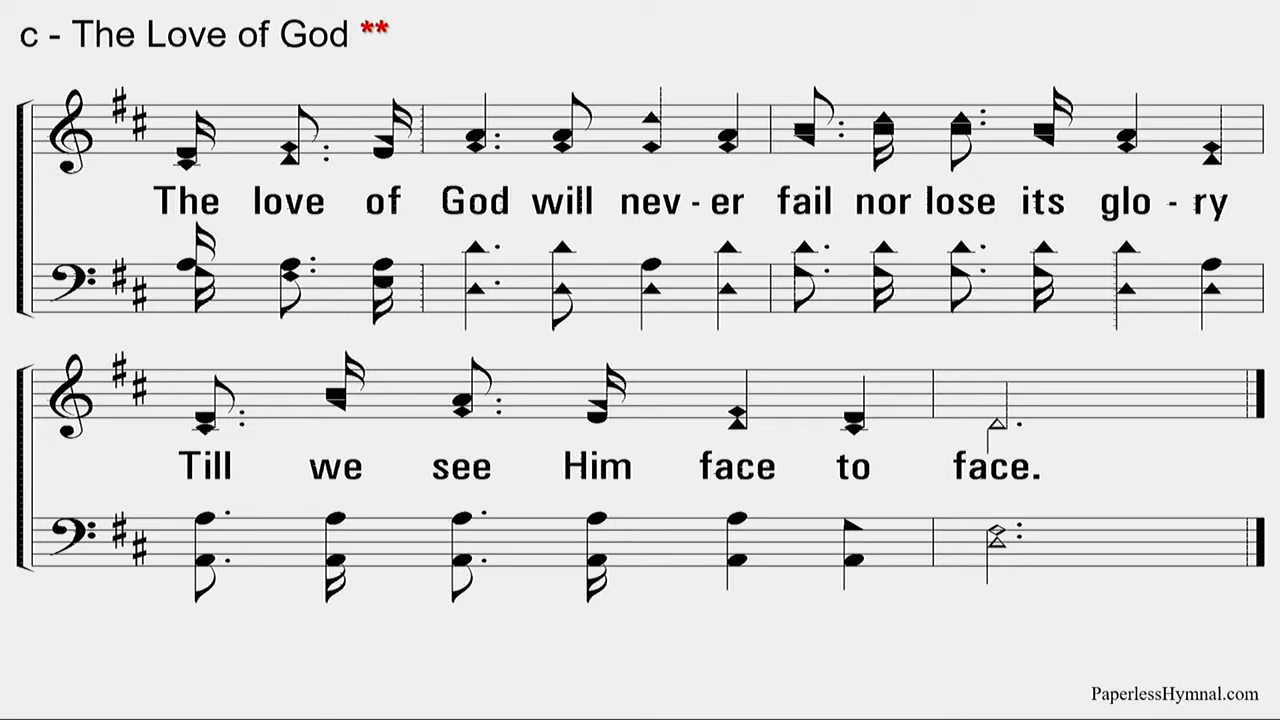 c - The Love of God **
The love of God will nev - er fail nor lose its glo - ry
Till we see Him face to face.
PaperlessHymnal.com